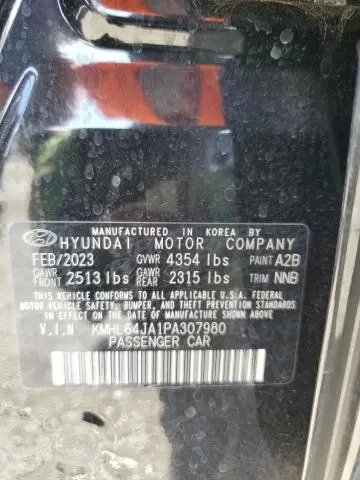 MANUFACTURED IN KOREA BY
HYUNDAI MOTOR COMPANY
FEB/2023 GVWR 4354 lbs PAINT A2B
GAWR FRONT 2513 lbs GAWR REAR 2315 lbs TRIM NNB
THIS VEHICLE CONFORMS TO ALL APPLICABLE U.S.A. FEDERAL
MOTOR VEHICLE SAFETY, BUMPER, AND THEFT PREVENTION STANDARDS
IN EFFECT ON THE DATE OF MANUFACTURE SHOWN ABOVE.
V.I.N KMHL64JA1PA307980
PASSENGER CAR